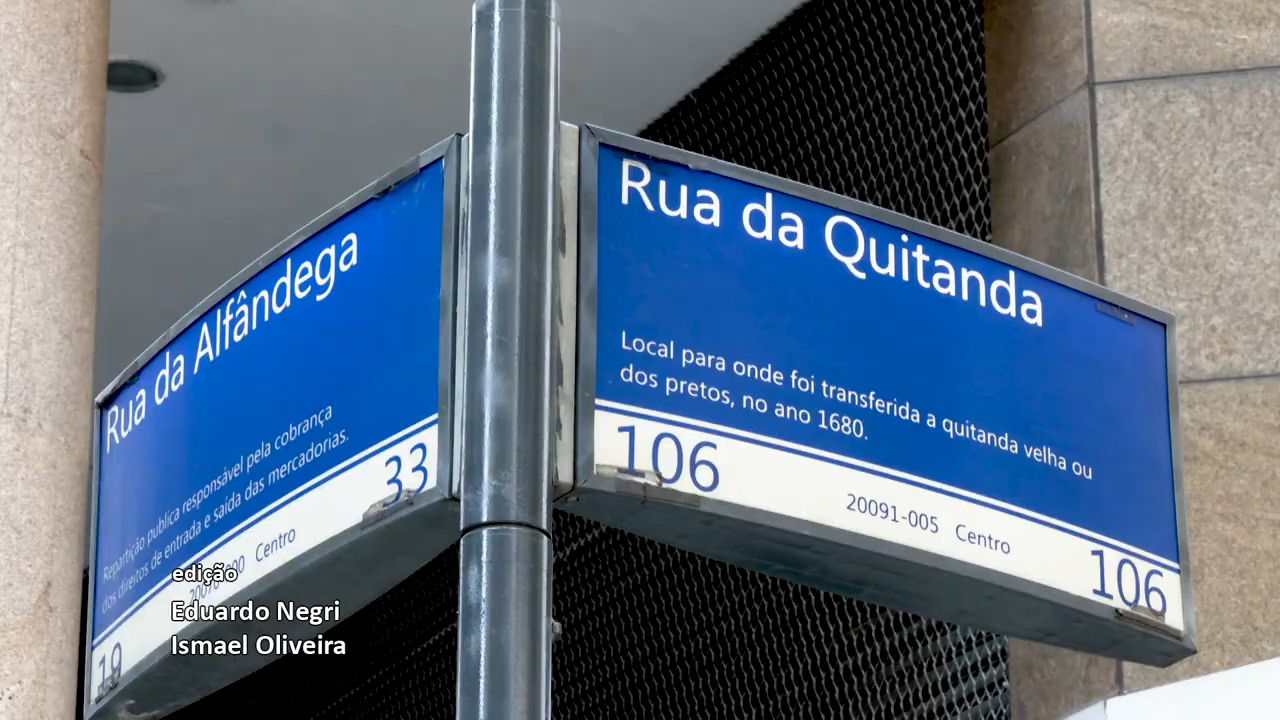 Rua da Alfândega
Repartição pública responsável pela cobrança
dos direitos de entrada e saída das mercadorias.
33
Centro
19
Rua da Quitanda
Local para onde foi transferida a quitanda velha ou
dos pretos, no ano 1680.
106
20091-005 Centro
106
edição
Eduardo Negri
Ismael Oliveira